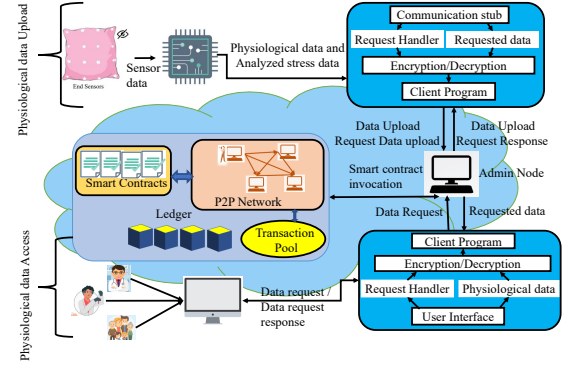 Physiological data Upload
End Sensors
Sensor
data
Physiological data and
Analyzed stress data
Communication stub
Request Handler
Requested data
Encryption/Decryption
Client Program
Data Upload
Request Data upload
Data Upload
Request Response
Smart Contracts
P2P Network
Ledger
Transaction
Pool
Smart contract
invocation
Admin Node
Data Request
Requested data
Physiological data Access
Data request /
Data request
response
Client Program
Encryption/Decryption
Request Handler
Physiological data
User Interface